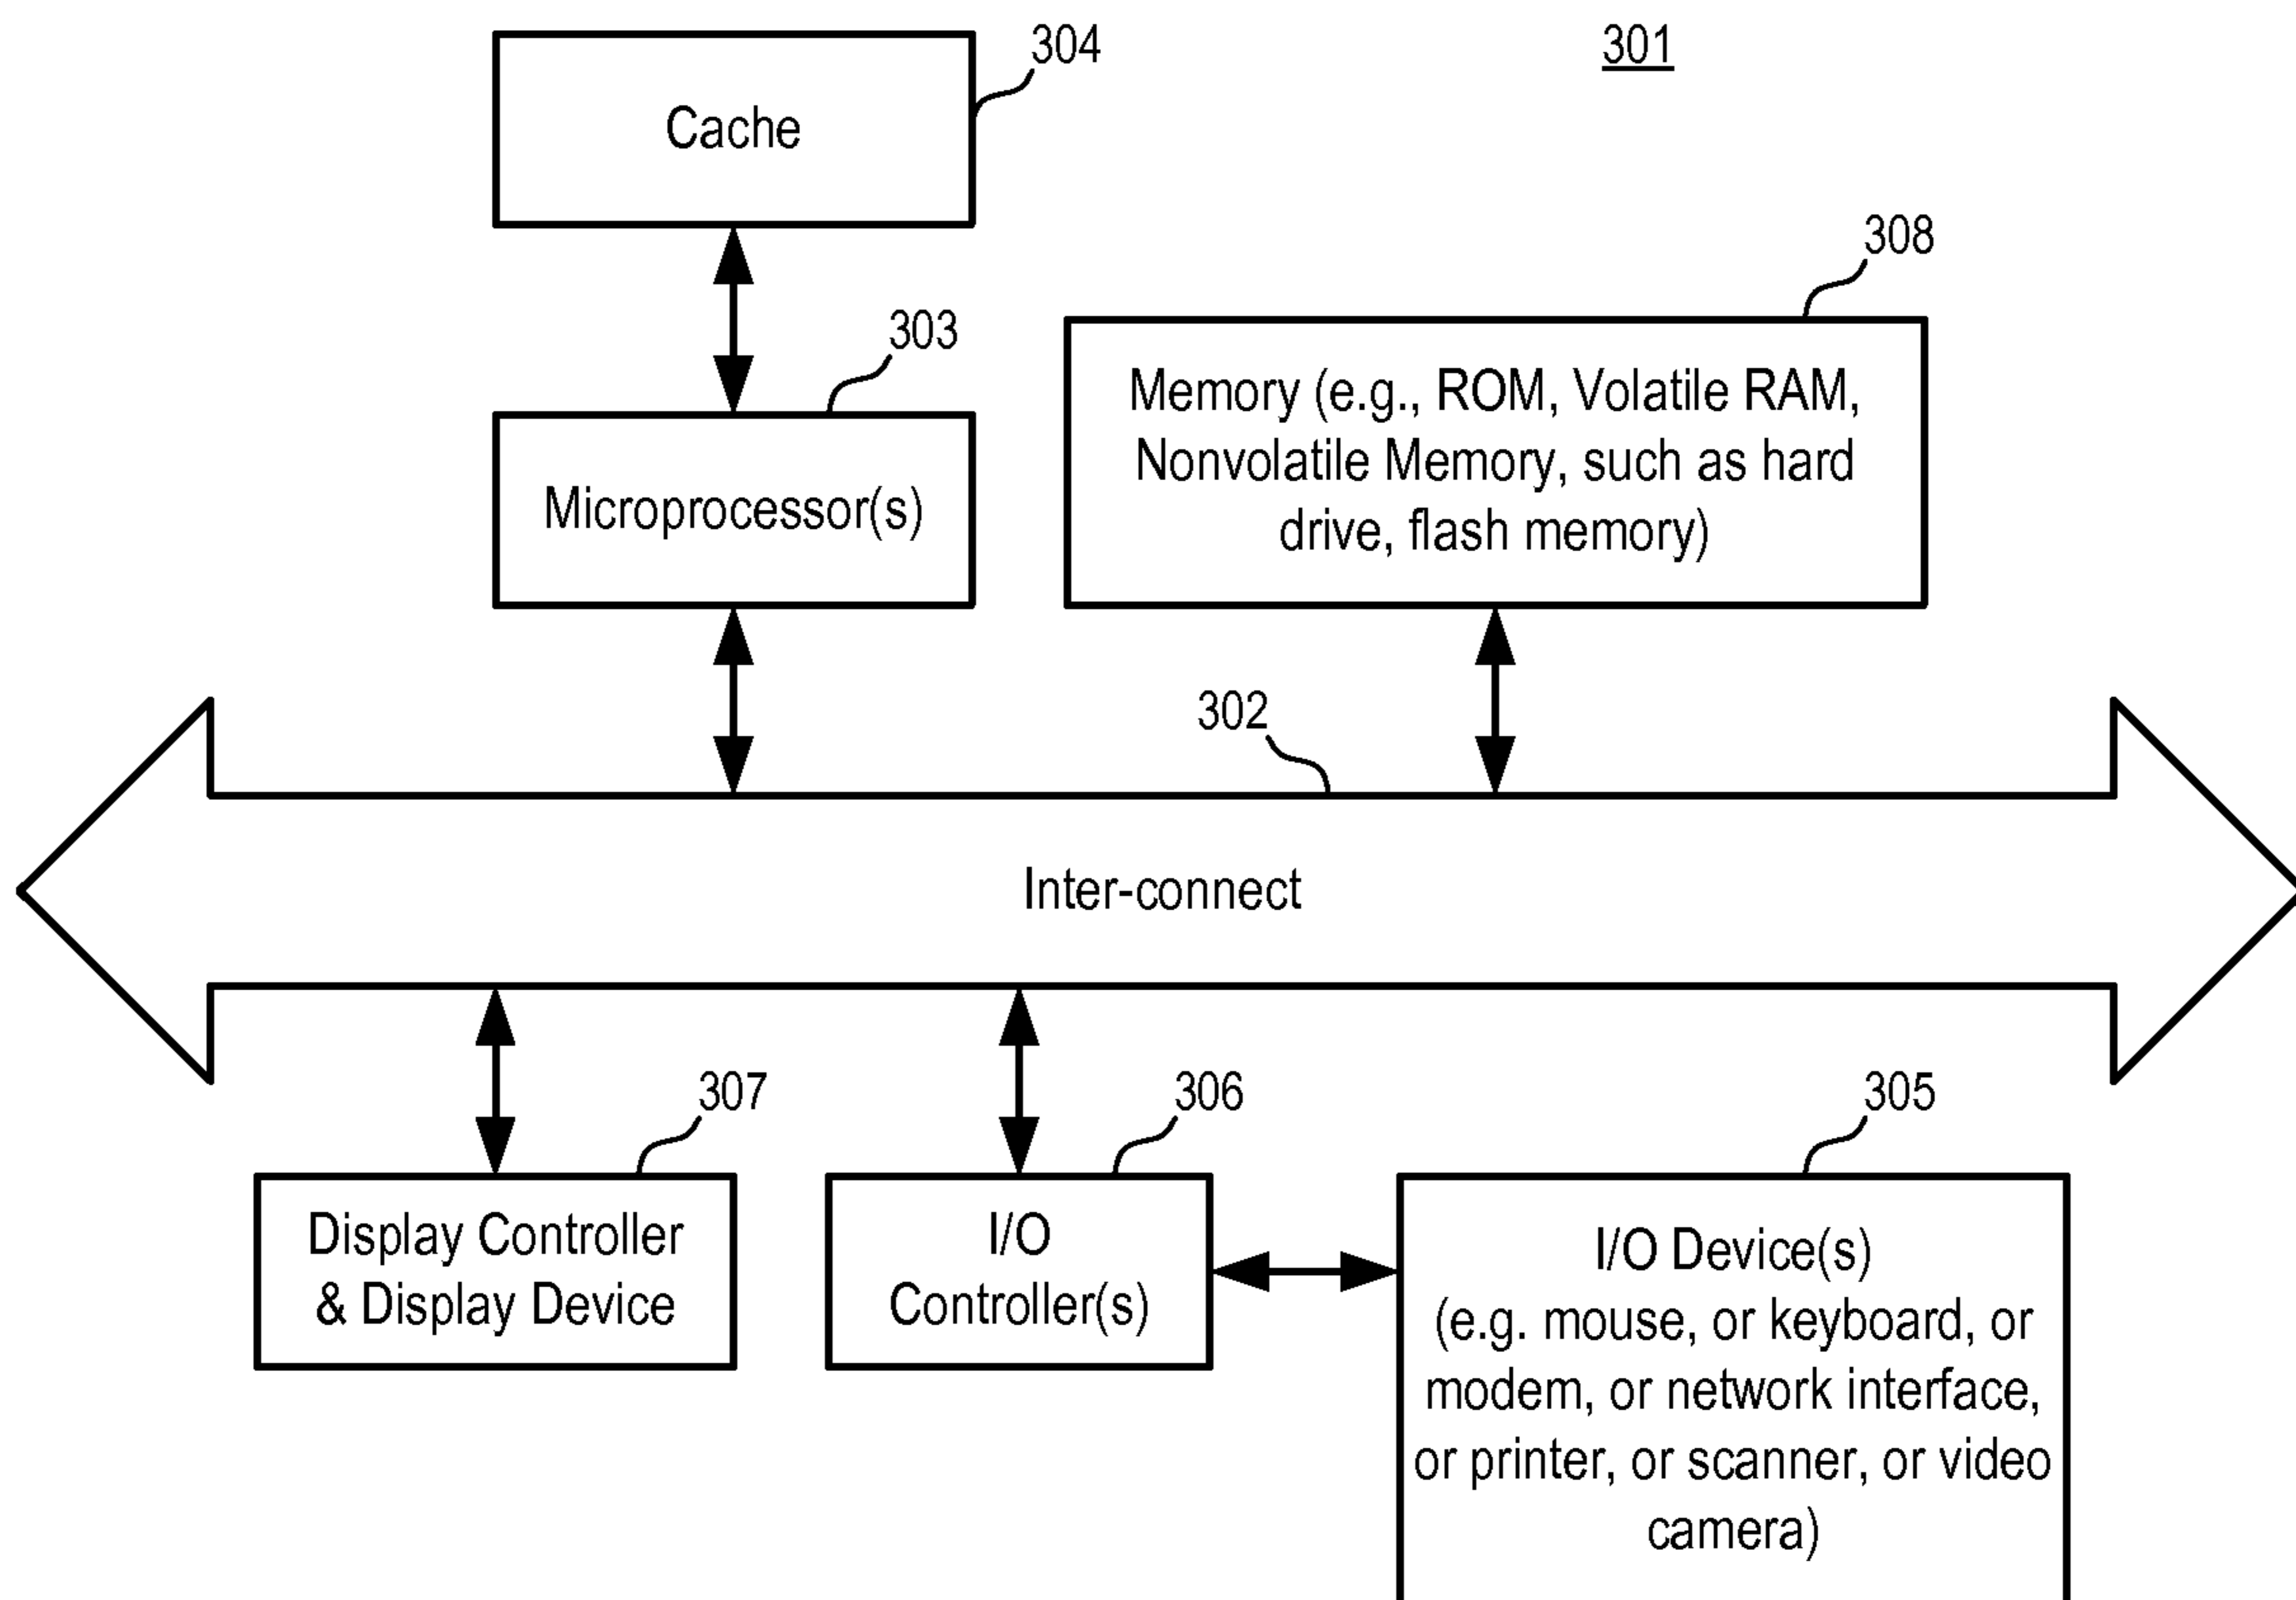 304
301
Cache
308
303
Memory (e.g., ROM, Volatile RAM,
Nonvolatile Memory, such as hard
drive, flash memory)
Microprocessor(s)
302
Inter-connect
307
306
305
Display Controller
& Display Device
I/O
Controller(s)
I/O Device(s)
(e.g. mouse, or keyboard, or
modem, or network interface,
or printer, or scanner, or video
camera)